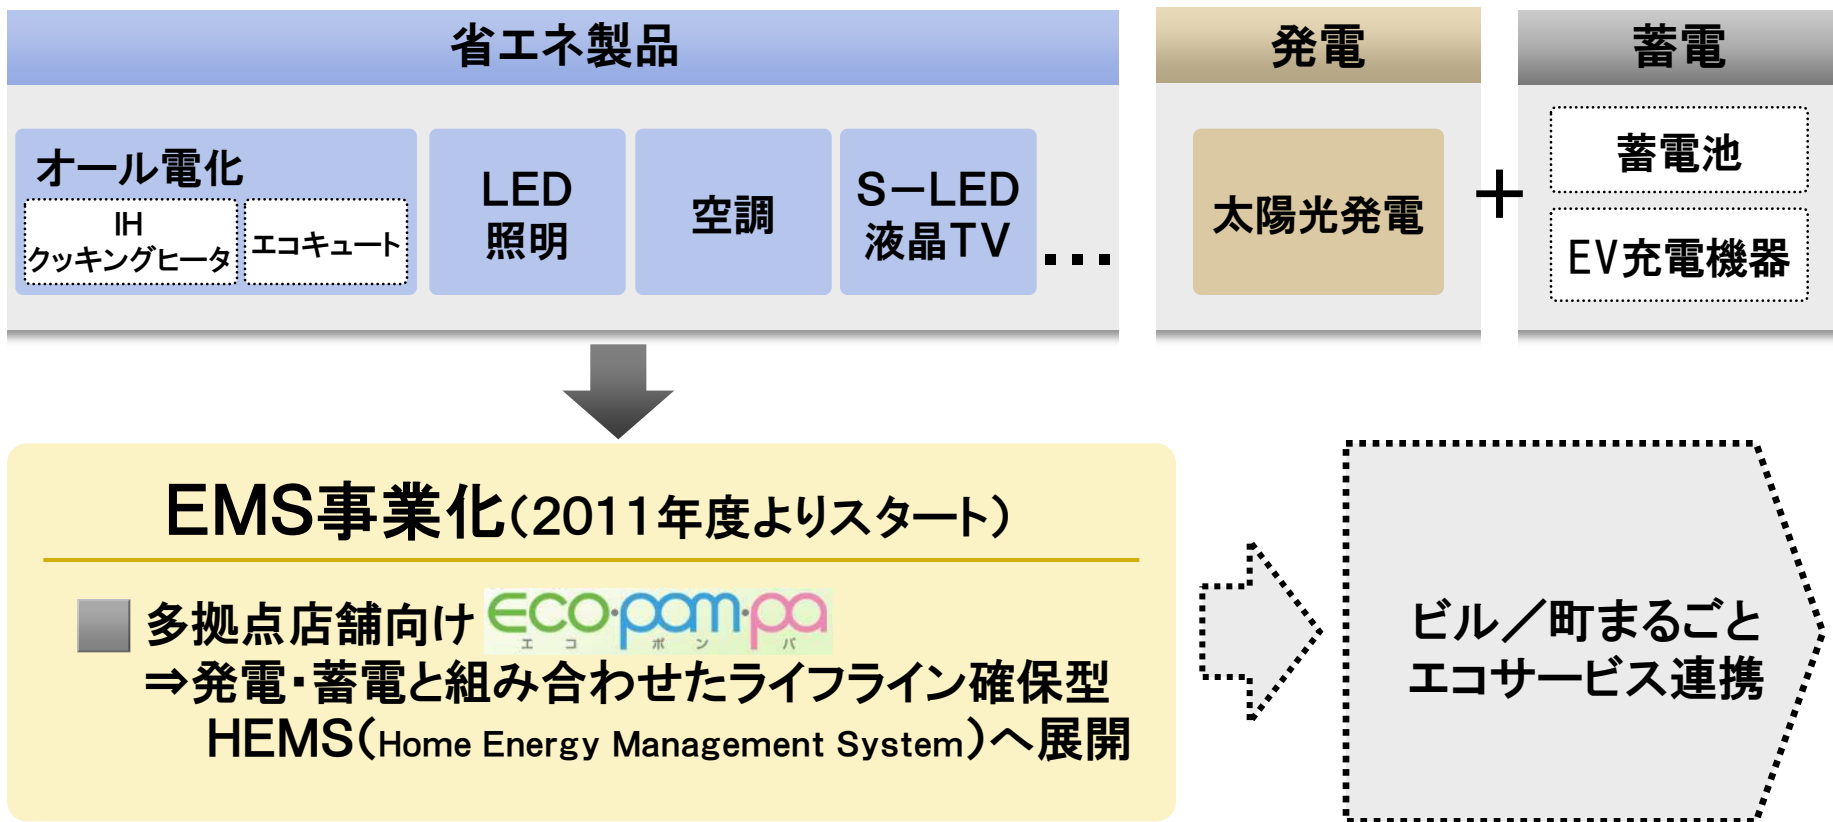 省エネ製品
発電
蓄電
オール電化
IH
クッキングヒータ
エコキュート
LED
照明
空調
S－LED
液晶TV
・・・
太陽光発電
＋
蓄電池
EV充電機器
EMS事業化（2011年度よりスタート）
多拠点店舗向け eco・pom・pa
エコ ポン パ
⇒発電・蓄電と組み合わせたライフライン確保型
HEMS（Home Energy Management System）へ展開
ビル／町まるごと
エコサービス連携